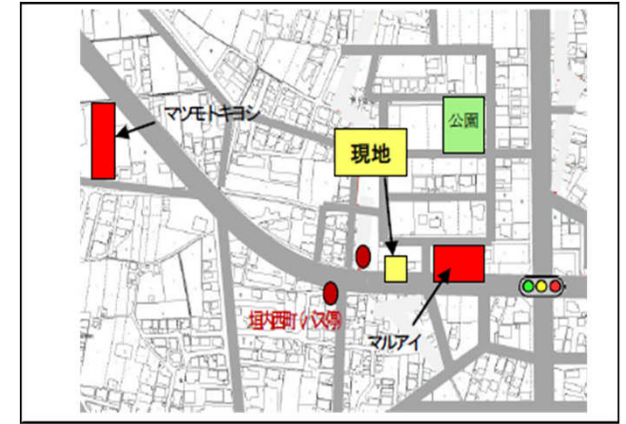 マツモトキヨシ
公園
現地
垣内西町(バス停)
マルアイ